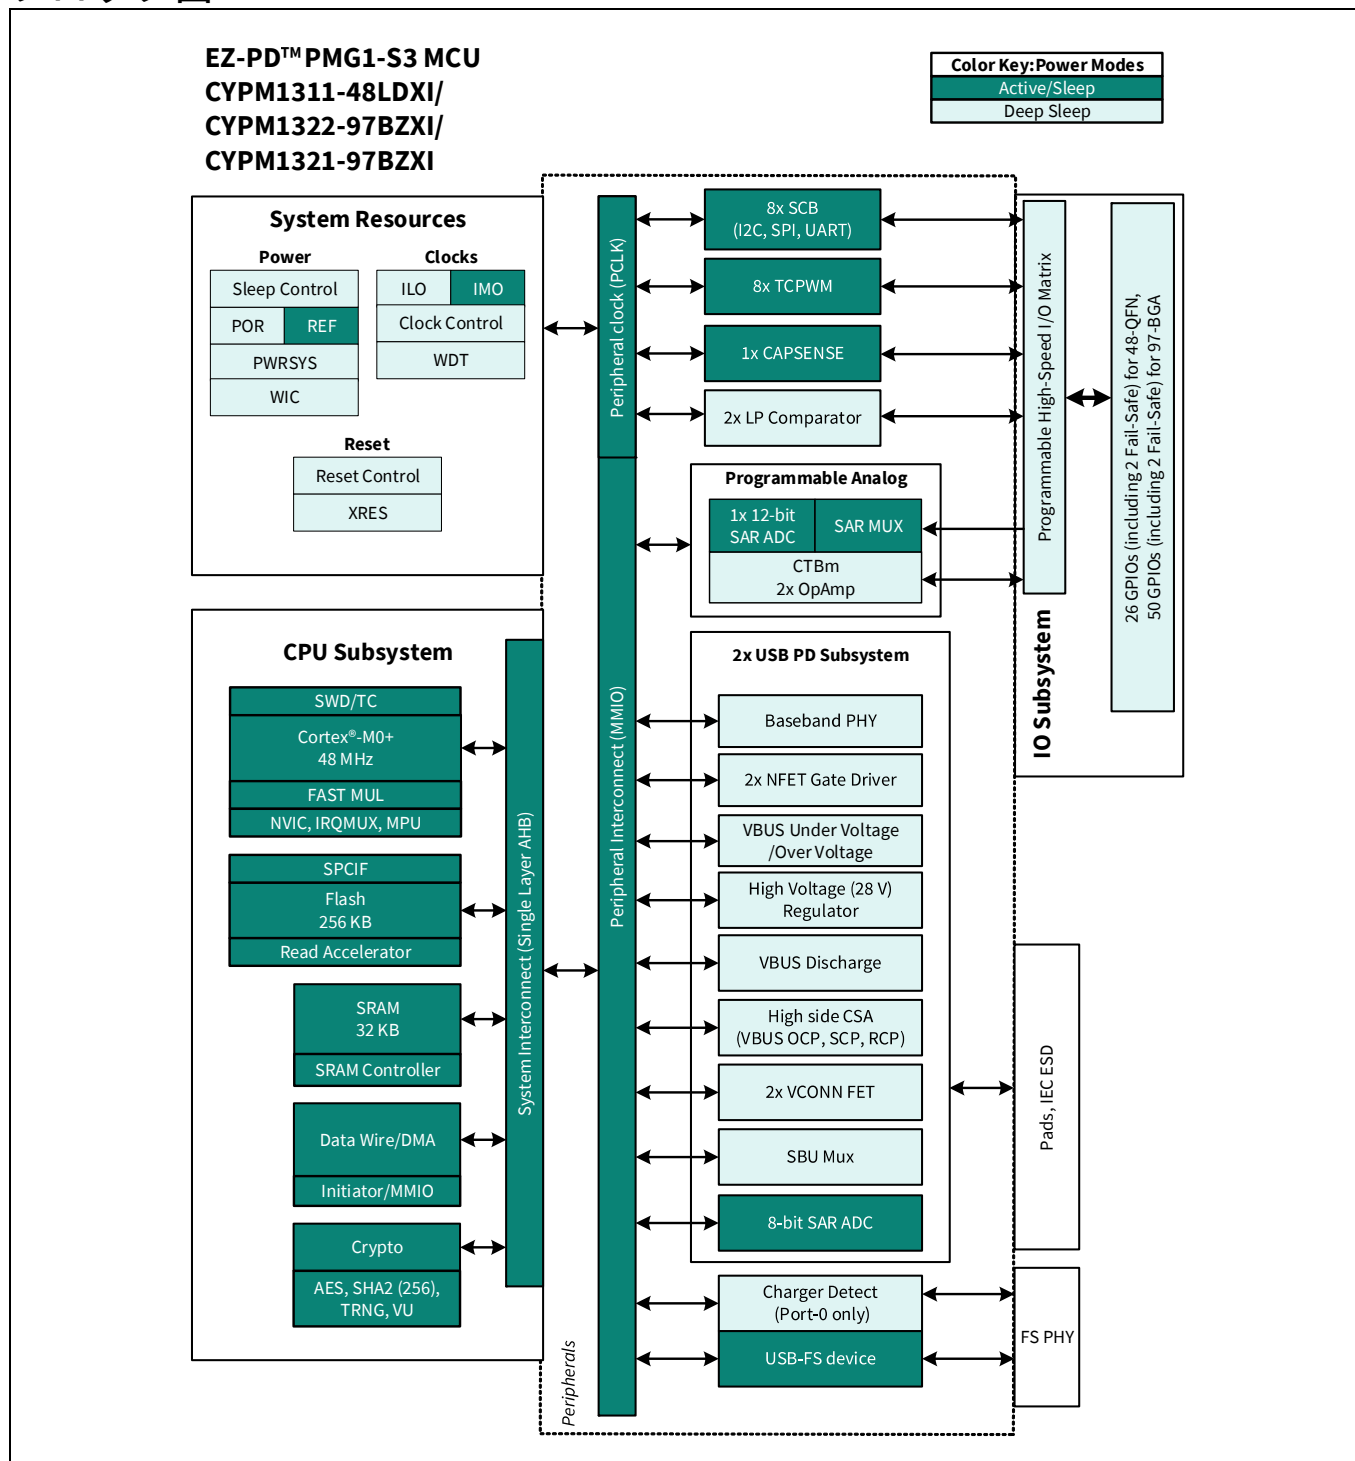 EZ-PD™ PMG1-S3 MCU
CYPM1311-48LDXI/
CYPM1322-97BZXI/
CYPM1321-97BZXI
Color Key:Power Modes
Active/Sleep
Deep Sleep
System Resources
Power
Sleep Control
POR
REF
PWRSYS
WIC
Clocks
ILO
IMO
Clock Control
WDT
Reset
Reset Control
XRES
CPU Subsystem
SWD/TC
Cortex®-M0+
48 MHz
FAST MUL
NVIC, IRQMUX, MPU
SPCIF
Flash
256 KB
Read Accelerator
SRAM
32 KB
SRAM Controller
Data Wire/DMA
Initiator/MMIO
Crypto
AES, SHA2 (256),
TRNG, VU
System Interconnect (Single Layer AHB)
Peripheral clock (PCLK)
Peripheral Interconnect (MMIO)
Peripherals
8x SCB
(I2C, SPI, UART)
8x TCPWM
1x CAPSENSE
2x LP Comparator
Programmable Analog
1x 12-bit
SAR ADC
SAR MUX
CTBm
2x OpAmp
2x USB PD Subsystem
Baseband PHY
2x NFET Gate Driver
VBUS Under Voltage
/Over Voltage
High Voltage (28 V)
Regulator
VBUS Discharge
High side CSA
(VBUS OCP, SCP, RCP)
2x VCONN FET
SBU Mux
8-bit SAR ADC
Charger Detect
(Port-0 only)
USB-FS device
Programmable High-Speed I/O Matrix
IO Subsystem
26 GPIOs (including 2 Fail-Safe) for 48-QFN,
50 GPIOs (including 2 Fail-Safe) for 97-BGA
Pads, IEC ESD
FS PHY